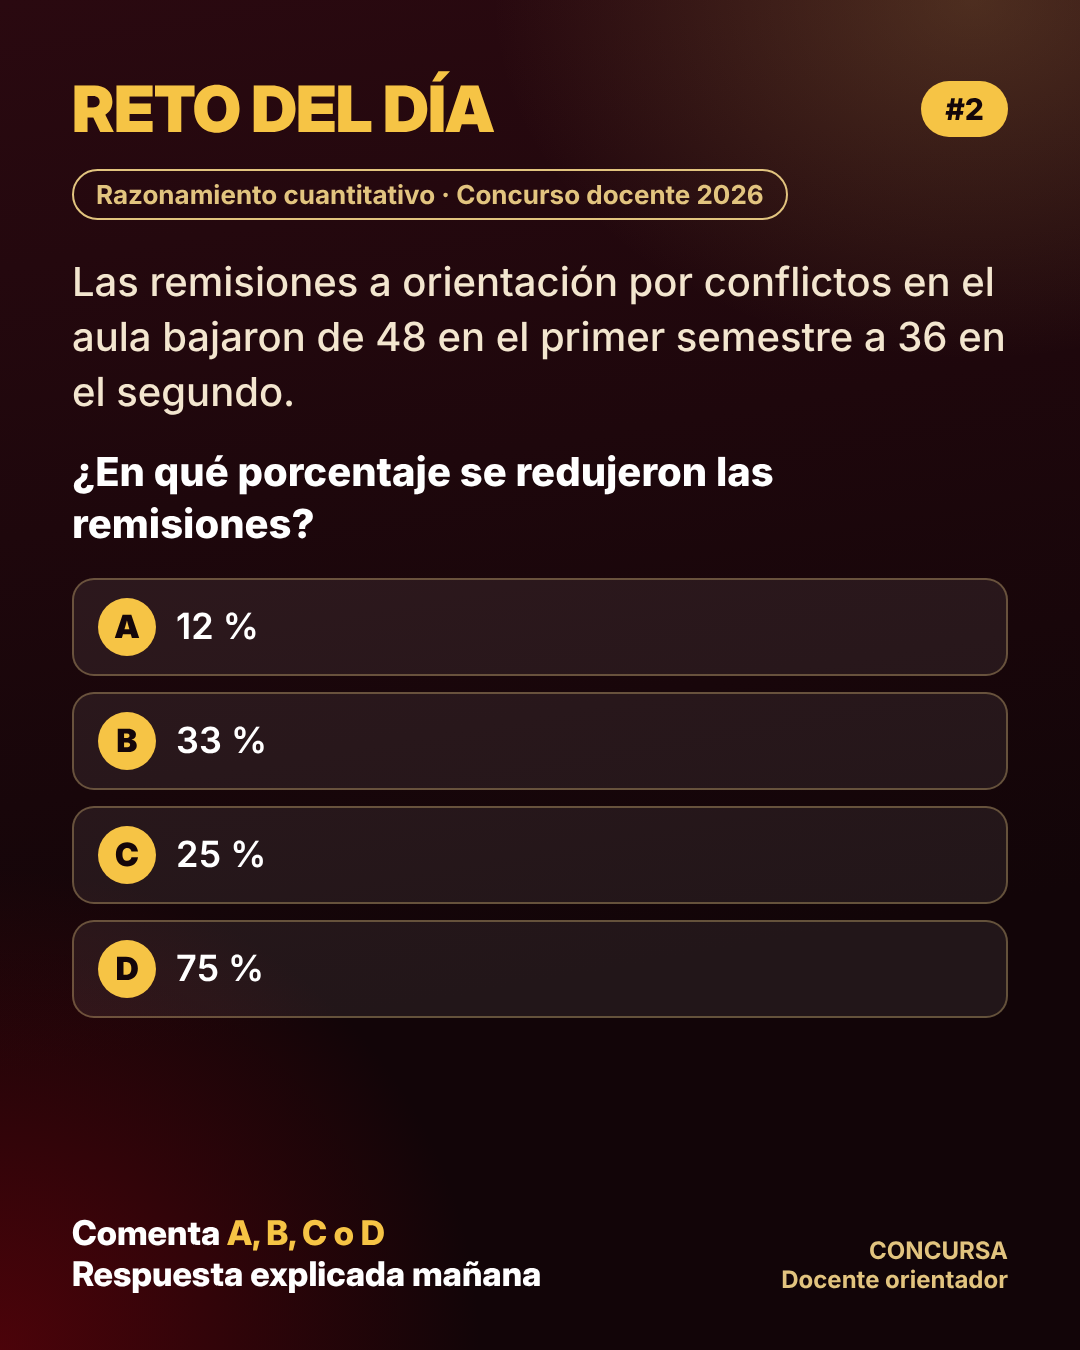 RETO DEL DÍA
#2
Razonamiento cuantitativo · Concurso docente 2026
Las remisiones a orientación por conflictos en el
aula bajaron de 48 en el primer semestre a 36 en
el segundo.
¿En qué porcentaje se redujeron las
remisiones?
A 12 %
B 33 %
C 25 %
D 75 %
Comenta A, B, C o D
Respuesta explicada mañana
CONCURSA
Docente orientador